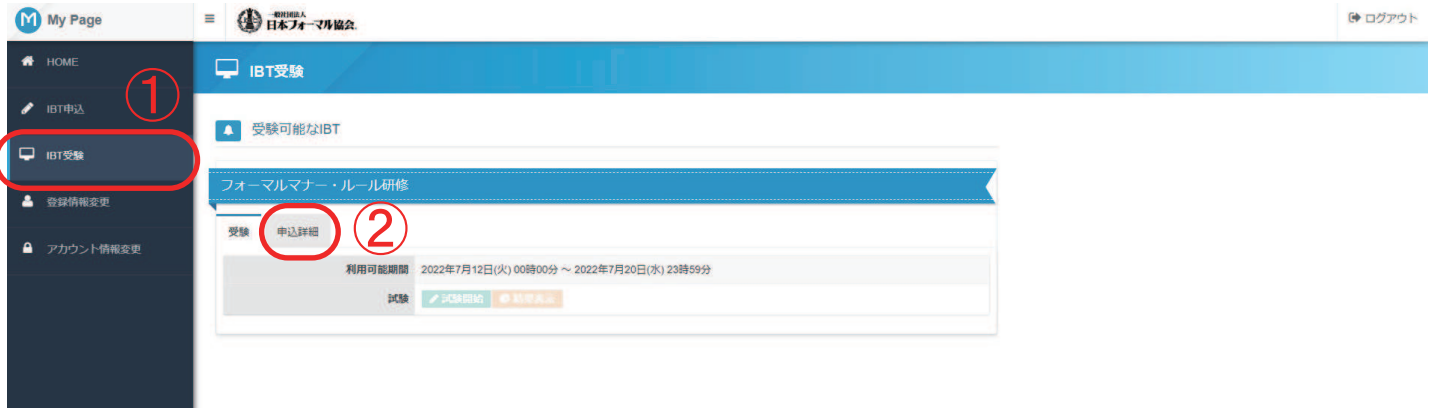 My Page
一般社団法人
日本フォーマル協会
ログアウト
HOME
IBT申込
IBT受験
登録情報変更
アカウント情報変更
①
IBT受験
受験可能なIBT
フォーマルマナー・ルール研修
受験 申込詳細
②
利用可能期間 2022年7月12日(火) 00時00分 ～ 2022年7月20日(水) 23時59分
試験 試験開始 結果表示